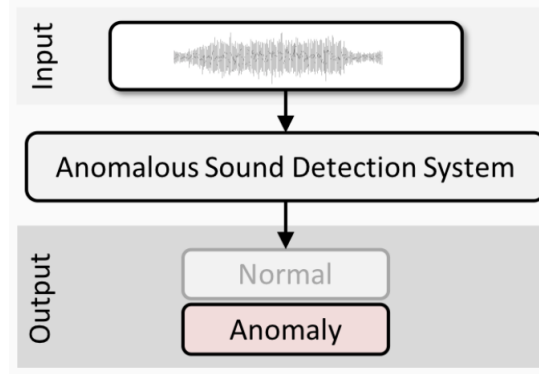 Input
Anomalous Sound Detection System
Output
Normal
Anomaly